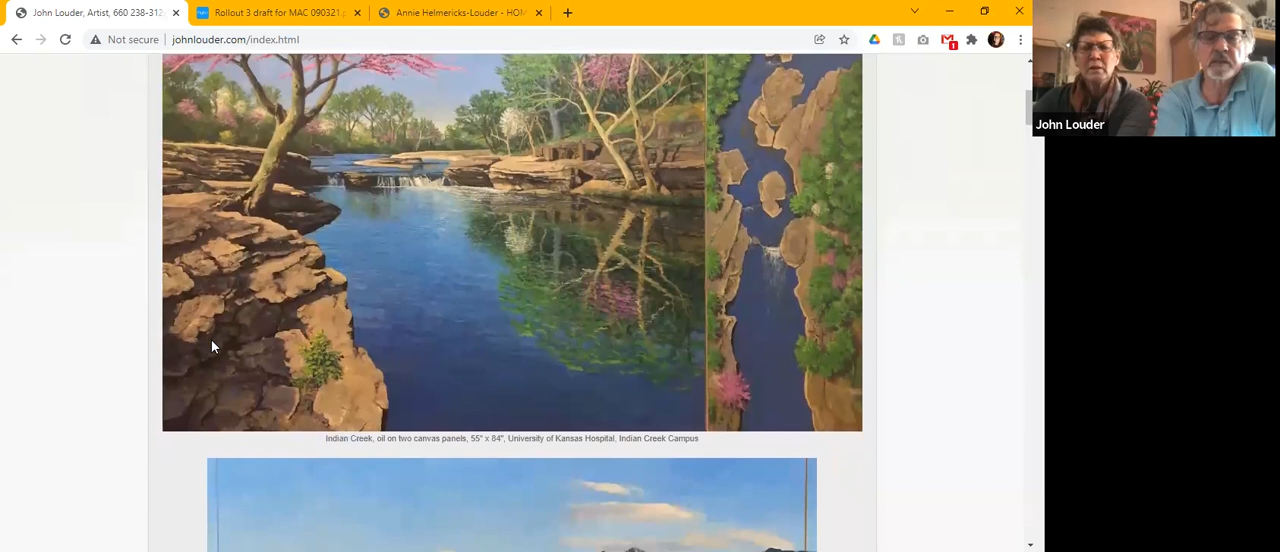 John Louder, Artist, 660 238-312
Rollout 3 draft for MAC 090321.p
Annie Helmericks-Louder - HOM
Not secure
johnlouder.com/index.html
1
John Louder
Indian Creek, oil on two canvas panels, 55" x 84", University of Kansas Hospital, Indian Creek Campus